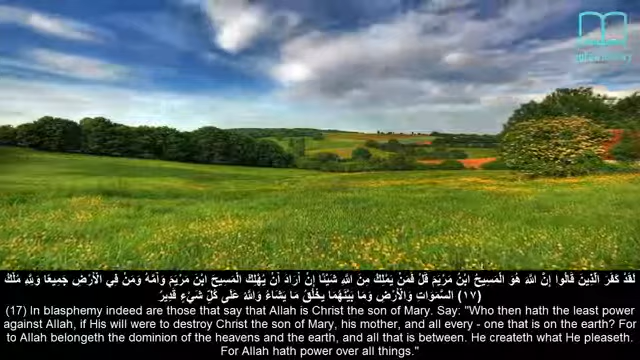 لَقَدْ كَفَرَ الَّذِينَ قَالُوا إِنَّ اللَّهَ هُوَ الْمَسِيحُ ابْنُ مَرْيَمَ قُلْ فَمَنْ يَمْلِكُ مِنَ اللَّهِ شَيْئًا إِنْ أَرَادَ أَنْ يُهْلِكَ الْمَسِيحَ ابْنَ مَرْيَمَ وَأُمَّهُ وَمَنْ فِي الْأَرْضِ جَمِيعًا وَلِلَّهِ مُلْكُ
(١٧) السَّمَوَاتِ وَالْأَرْضِ وَمَا بَيْنَهُمَا يَخْلُقُ مَا يَشَاءُ وَاللَّهُ عَلَى كُلِّ شَيْءٍ قَدِيرٌ
(17) In blasphemy indeed are those that say that Allah is Christ the son of Mary. Say: "Who then hath the least power
against Allah, if His will were to destroy Christ the son of Mary, his mother, and all every - one that is on the earth? For
to Allah belongeth the dominion of the heavens and the earth, and all that is between. He createth what He pleaseth.
For Allah hath power over all things."